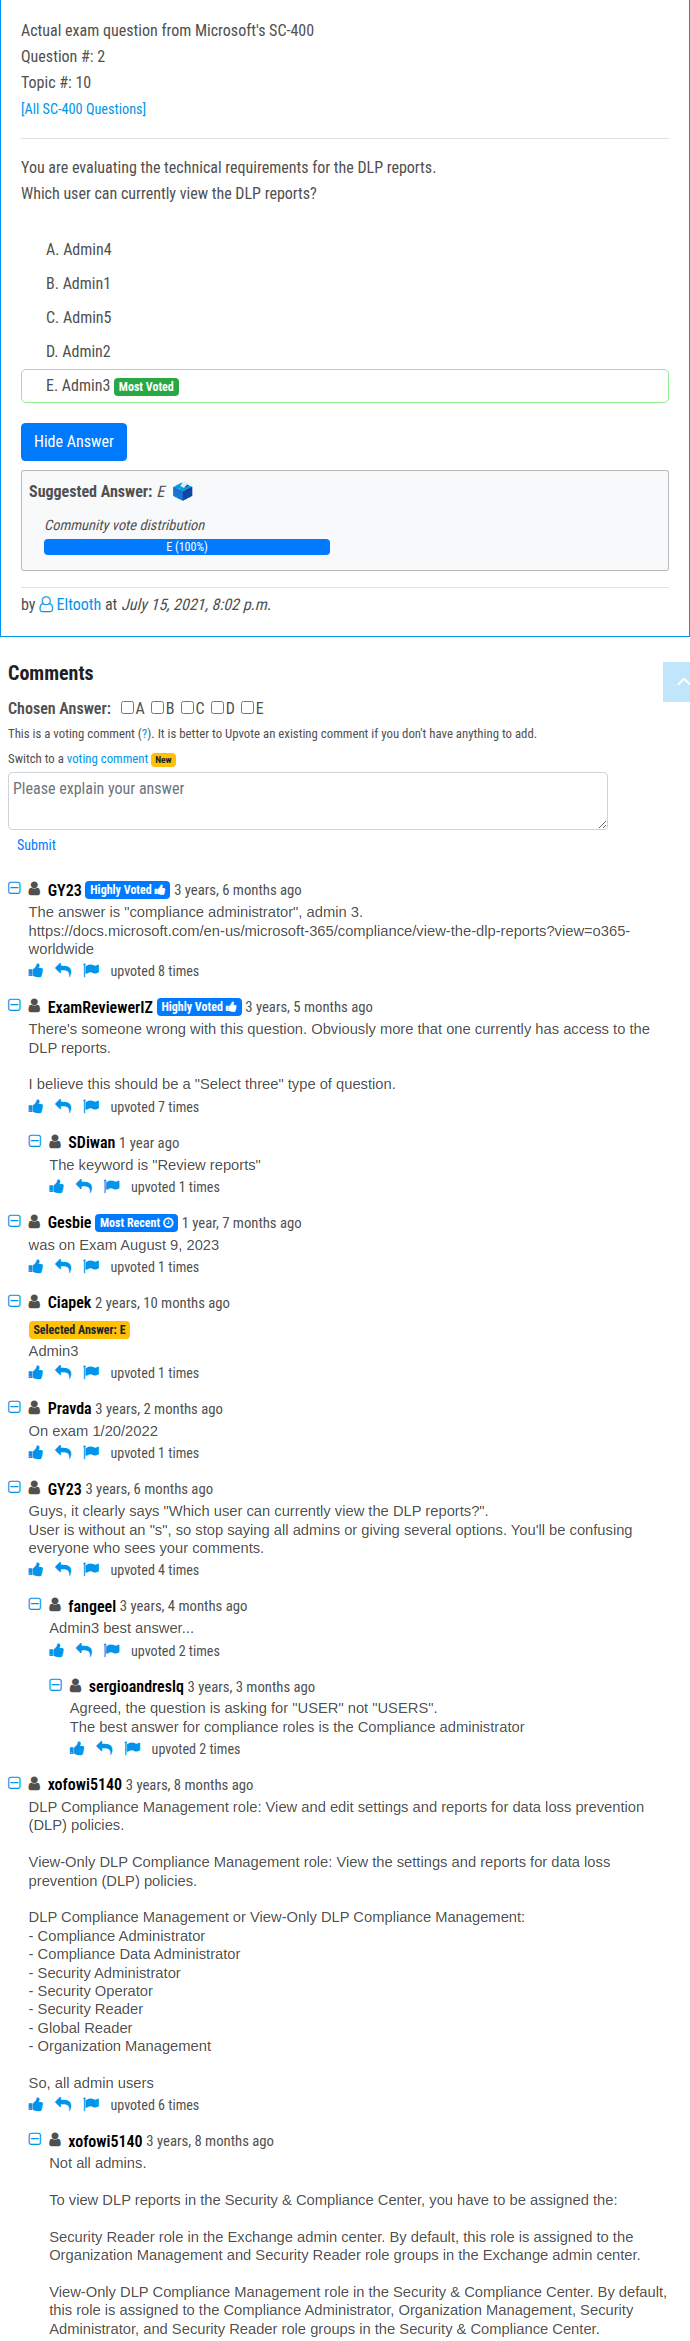 Actual exam question from Microsoft's SC-400
Question #: 2
Topic #: 10
[All SC-400 Questions]
You are evaluating the technical requirements for the DLP reports.
Which user can currently view the DLP reports?
A. Admin4
B. Admin1
C. Admin5
D. Admin2
E. Admin3 Most Voted
Hide Answer
Suggested Answer: E
Community vote distribution
E (100%)
by Eltooth at July 15, 2021, 8:02 p.m.
Comments
Chosen Answer: A B C D E
This is a voting comment (?). It is better to Upvote an existing comment if you don't have anything to add.
Switch to a voting comment New
Please explain your answer
Submit
GY23 Highly Voted 3 years, 6 months ago
The answer is "compliance administrator", admin 3.
https://docs.microsoft.com/en-us/microsoft-365/compliance/view-the-dlp-reports?view=o365-
worldwide
upvoted 8 times
ExamReviewerIZ Highly Voted 3 years, 5 months ago
There's someone wrong with this question. Obviously more that one currently has access to the
DLP reports.
I believe this should be a "Select three" type of question.
upvoted 7 times
SDiwan 1 year ago
The keyword is "Review reports"
upvoted 1 times
Gesbie Most Recent 1 year, 7 months ago
was on Exam August 9, 2023
upvoted 1 times
Ciapek 2 years, 10 months ago
Selected Answer: E
Admin3
upvoted 1 times
Pravda 3 years, 2 months ago
On exam 1/20/2022
upvoted 1 times
GY23 3 years, 6 months ago
Guys, it clearly says "Which user can currently view the DLP reports?".
User is without an "s", so stop saying all admins or giving several options. You'll be confusing
everyone who sees your comments.
upvoted 4 times
fangeel 3 years, 4 months ago
Admin3 best answer...
upvoted 2 times
sergioandreslq 3 years, 3 months ago
Agreed, the question is asking for "USER" not "USERS".
The best answer for compliance roles is the Compliance administrator
upvoted 2 times
xofowi5140 3 years, 8 months ago
DLP Compliance Management role: View and edit settings and reports for data loss prevention
(DLP) policies.
View-Only DLP Compliance Management role: View the settings and reports for data loss
prevention (DLP) policies.
DLP Compliance Management or View-Only DLP Compliance Management:
- Compliance Administrator
- Compliance Data Administrator
- Security Administrator
- Security Operator
- Security Reader
- Global Reader
- Organization Management
So, all admin users
upvoted 6 times
xofowi5140 3 years, 8 months ago
Not all admins.
To view DLP reports in the Security & Compliance Center, you have to be assigned the:
Security Reader role in the Exchange admin center. By default, this role is assigned to the
Organization Management and Security Reader role groups in the Exchange admin center.
View-Only DLP Compliance Management role in the Security & Compliance Center. By default,
this role is assigned to the Compliance Administrator, Organization Management, Security
Administrator, and Security Reader role groups in the Security & Compliance Center.